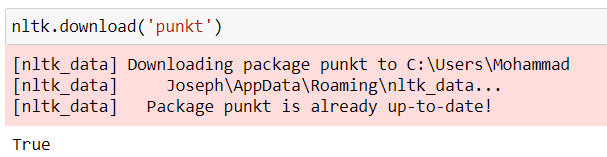 nltk.download('punkt')
[nltk_data] Downloading package punkt to C:\Users\Mohammad
[nltk_data]     Joseph\AppData\Roaming\nltk_data...
[nltk_data]   Package punkt is already up-to-date!
True